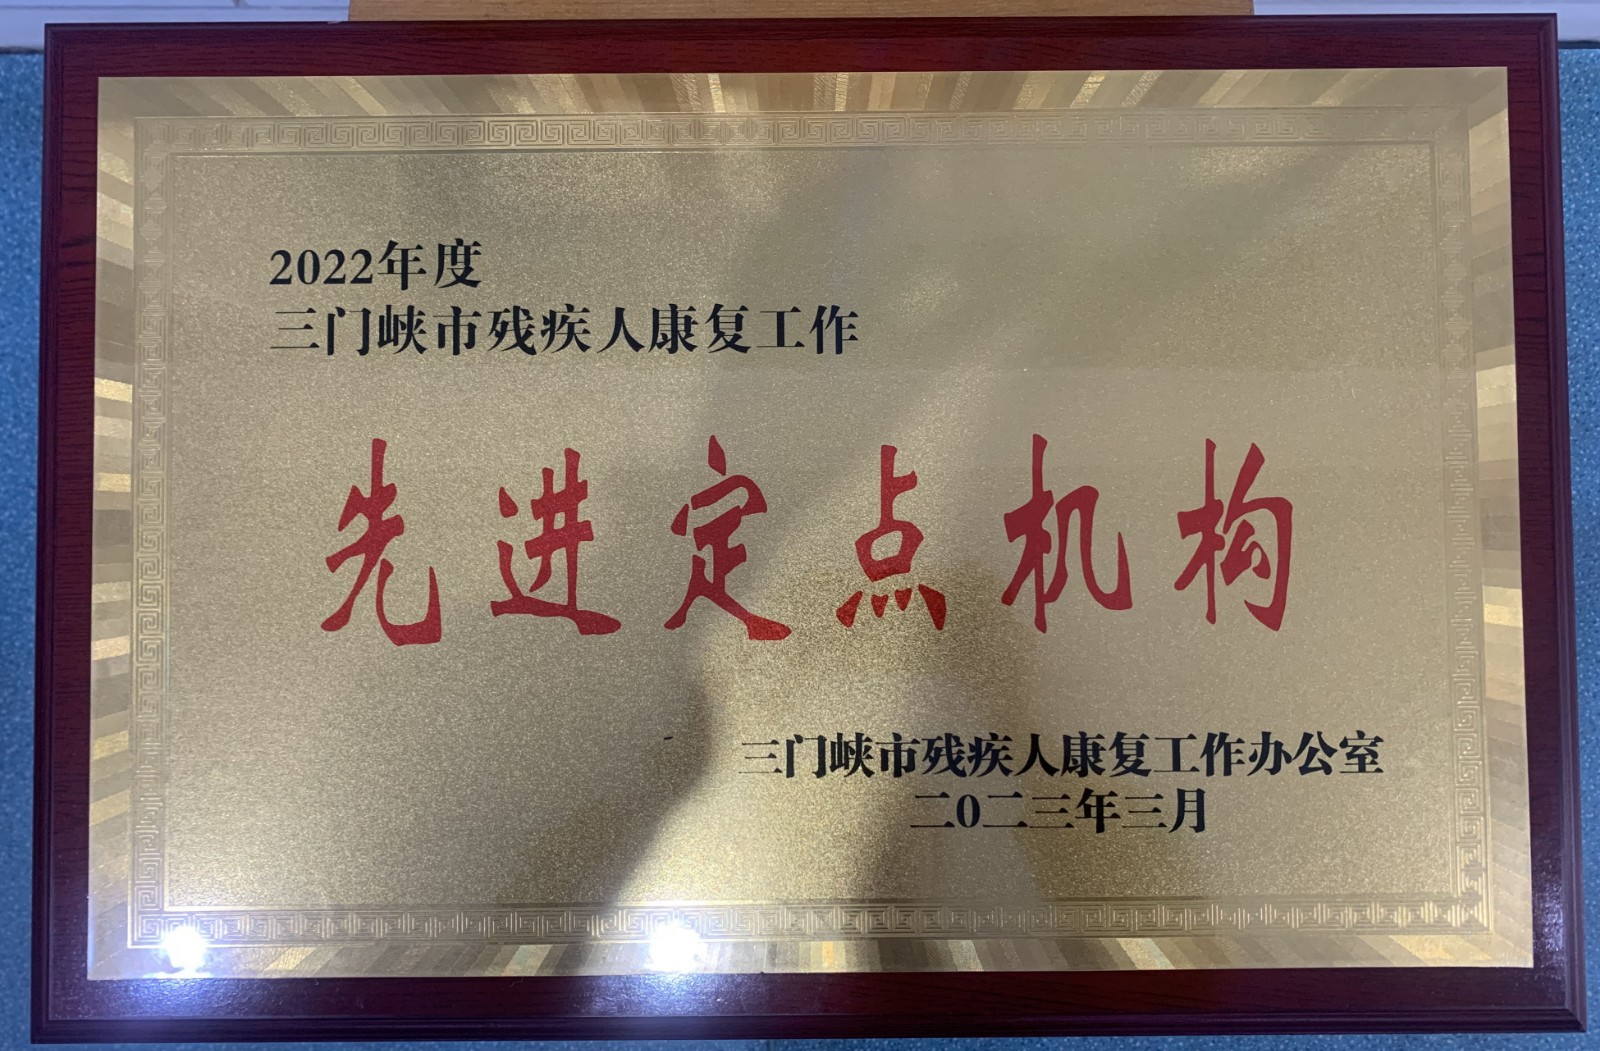 2022年度
三门峡市残疾人康复工作
先进定点机构
三门峡市残疾人康复工作办公室
二0二三年三月